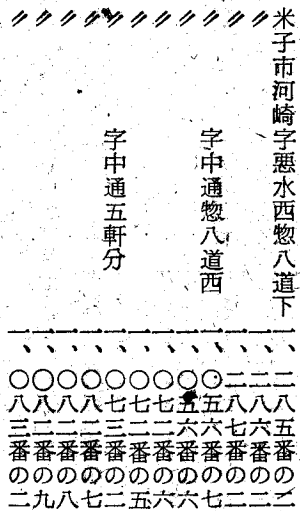 米子市河崎字悪水西惣八道下 一、二八五番の二
〃 一、二八六番の二
〃 一、二八七番の二
〃 字中通惣八道西 一、〇五六番の七
〃 一、〇五六番の六
〃 一、〇七二番の六
〃 一、〇七二番の五
〃 字中通五軒分 一、〇七三番の二
〃 一、〇八二番の七
〃 一、〇八二番の八
〃 一、〇八二番の九
〃 一、〇八三番の二